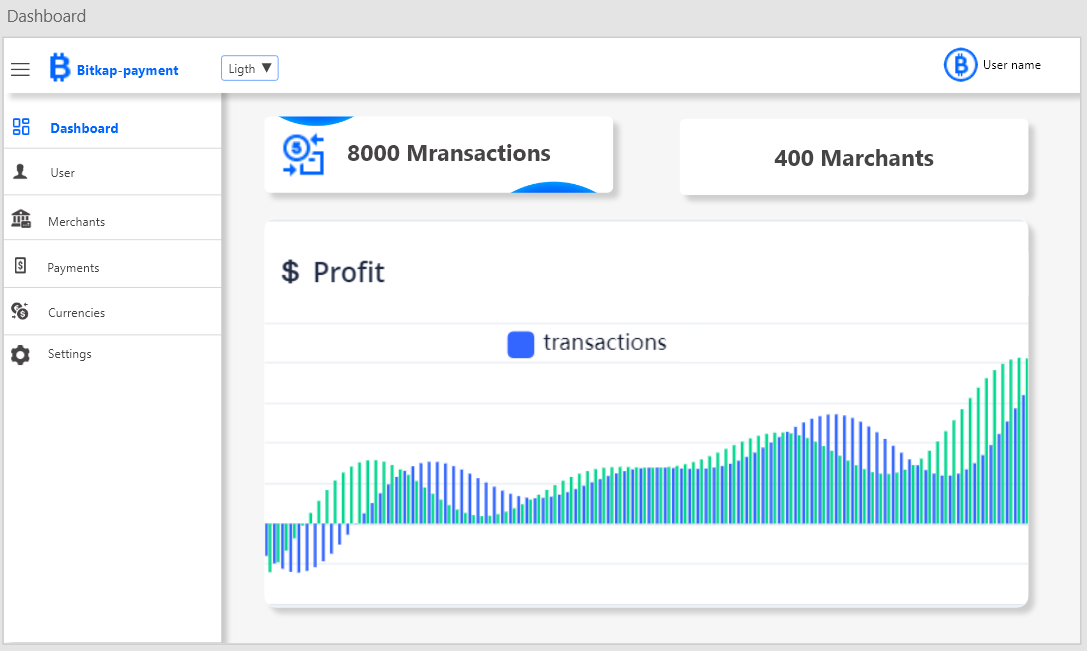 Dashboard
Bitkap-payment
Ligth ▼
User name
Dashboard
User
Merchants
Payments
Currencies
Settings
8000 Mransactions
400 Marchants
$ Profit
transactions